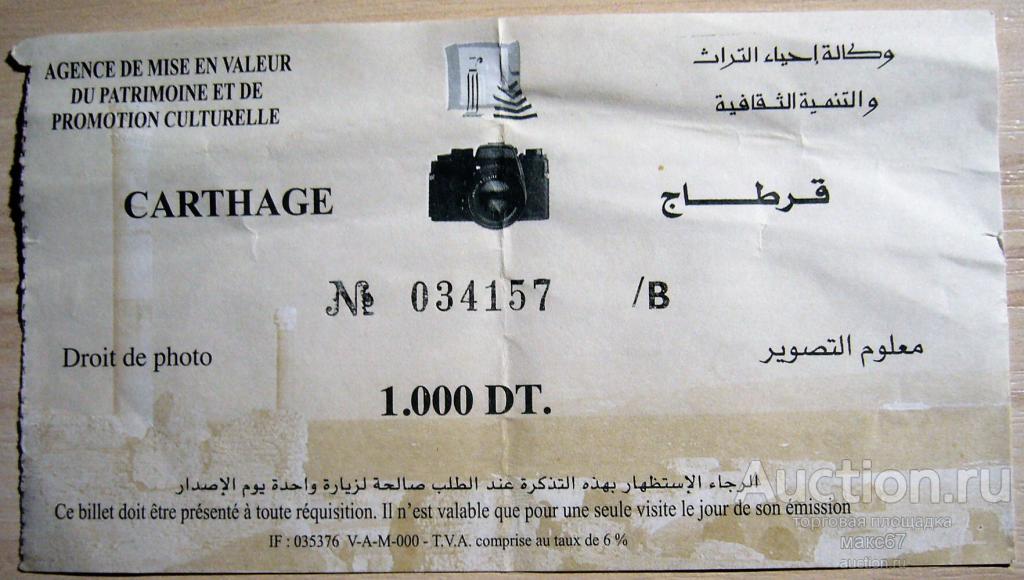 AGENCE DE MISE EN VALEUR
DU PATRIMOINE ET DE
PROMOTION CULTURELLE
وكالة إحياء التراث
والتنمية الثقافية
CARTHAGE
قرطاج
№ 034157 /B
Droit de photo
معلوم التصوير
1.000 DT.
الرجاء الإستظهار بهذه التذكرة عند الطلب صالحة لزيارة واحدة يوم الإصدار
Ce billet doit être présenté à toute réquisition. Il n'est valable que pour une seule visite le jour de son émission
IF : 035376 V-A-M-000 - T.V.A. comprise au taux de 6 %
Auction.ru
торговая площадка
макс67
auction.ru